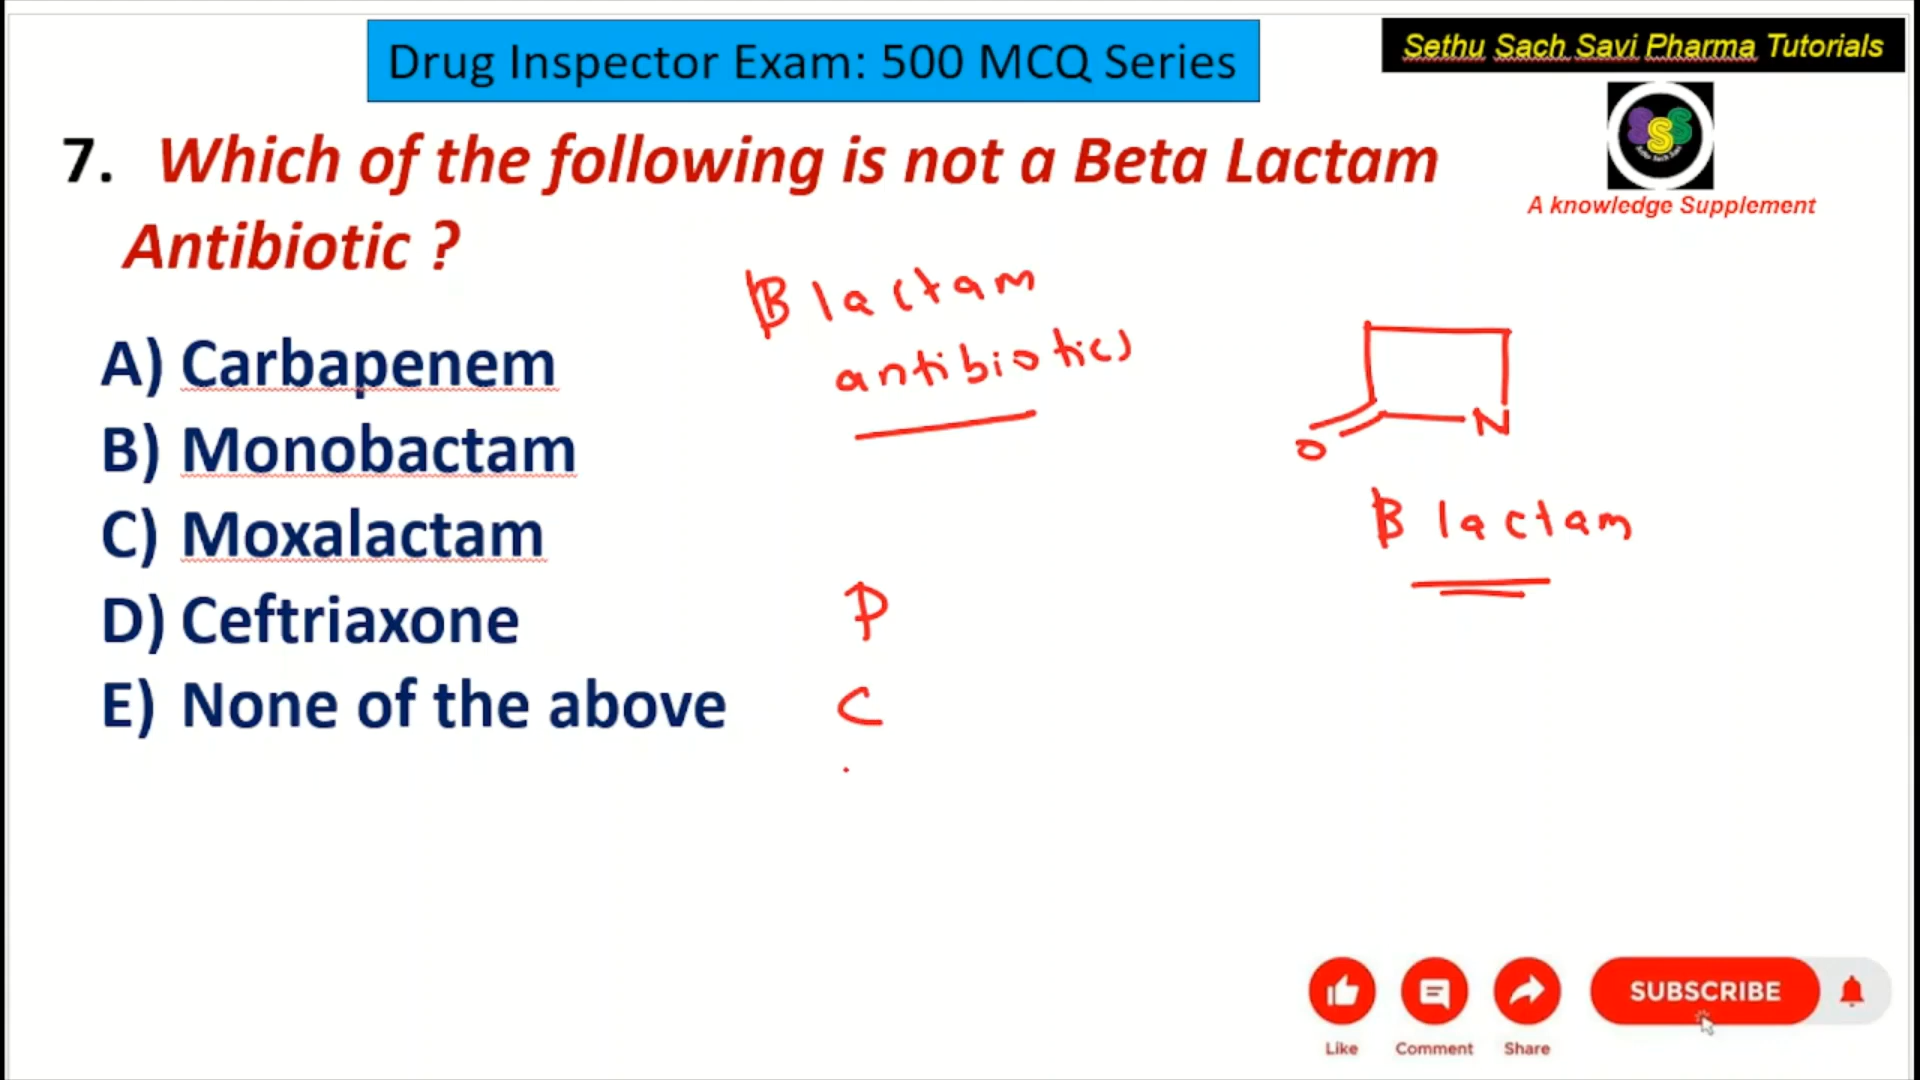 Drug Inspector Exam: 500 MCQ Series
Sethu Sach Savi Pharma Tutorials
SSS
A knowledge Supplement
7. Which of the following is not a Beta Lactam
Antibiotic ?
B lactam
antibiotics
A) Carbapenem
B) Monobactam
C) Moxalactam
D) Ceftriaxone
E) None of the above
O
N
B lactam
P
C
SUBSCRIBE
Like
Comment
Share